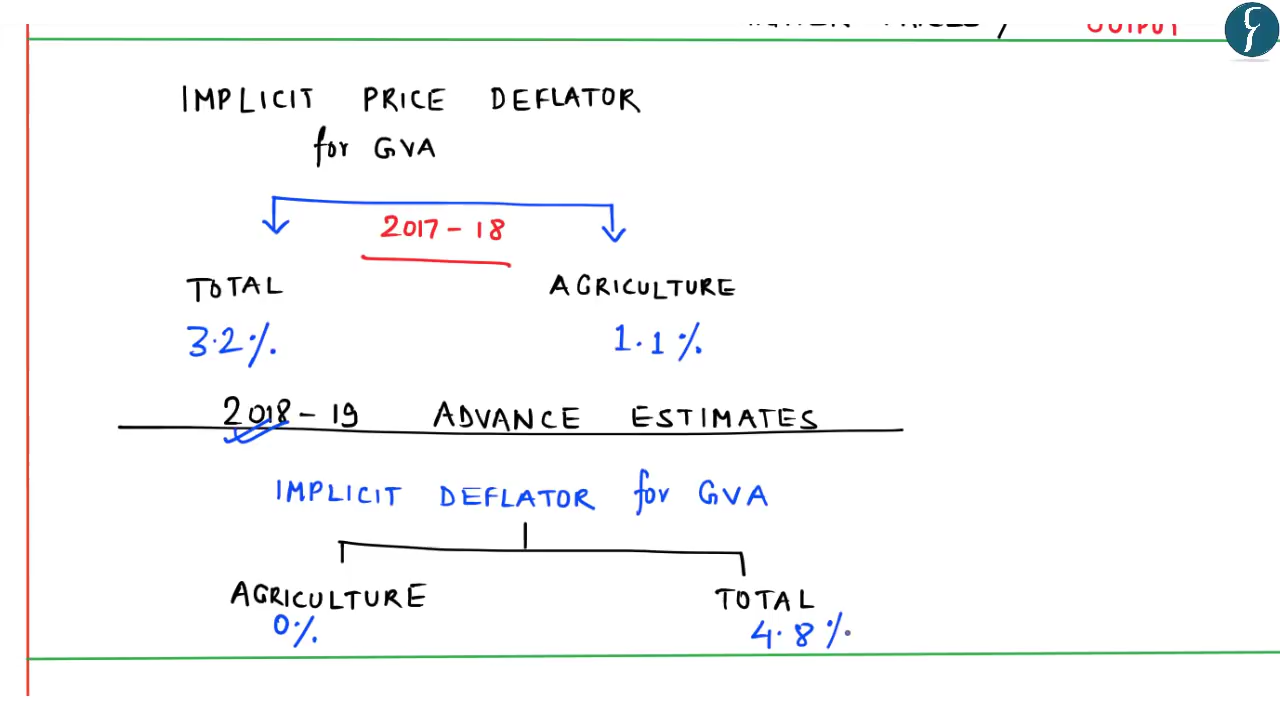 OUTPUT
IMPLICIT PRICE DEFLATOR
for GVA
2017 - 18
TOTAL AGRICULTURE
3.2% 1.1%
2018 - 19 ADVANCE ESTIMATES
IMPLICIT DEFLATOR for GVA
AGRICULTURE TOTAL
0% 4.8%